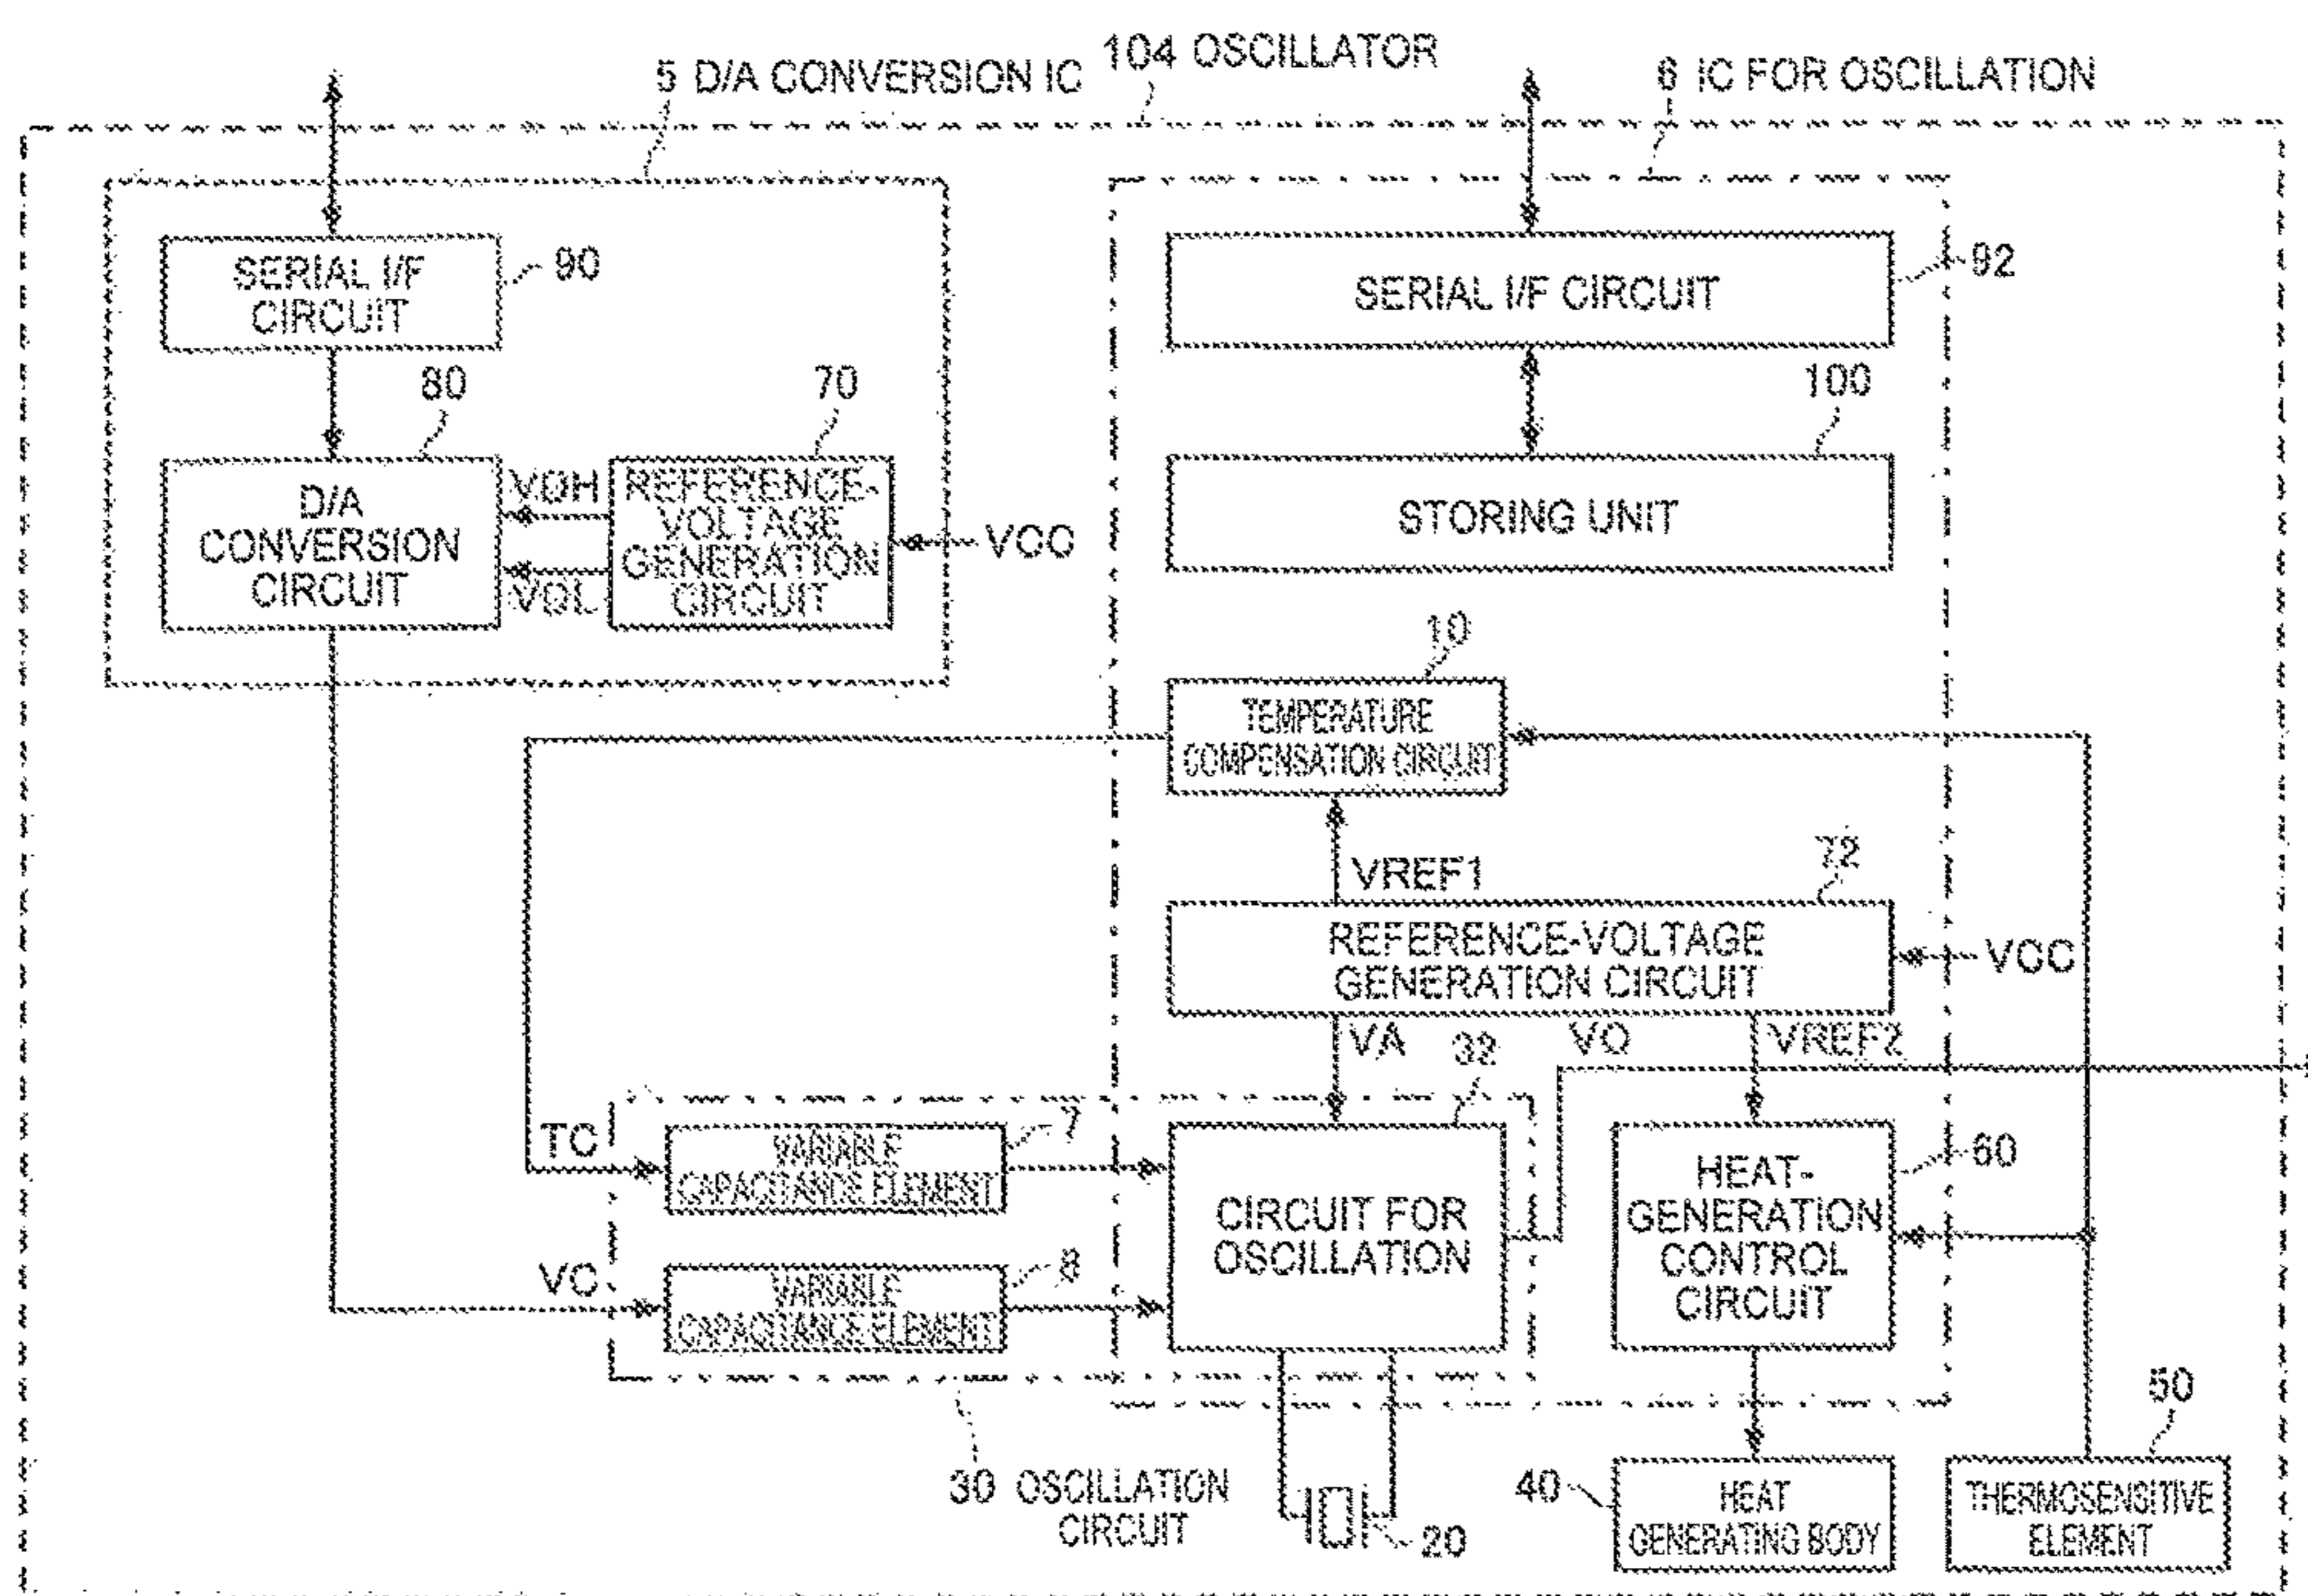 5 D/A CONVERSION IC
104 OSCILLATOR
6 IC FOR OSCILLATION
SERIAL I/F
CIRCUIT
90
SERIAL I/F CIRCUIT
92
80
70
100
D/A
CONVERSION
CIRCUIT
VDH
VDL
REFERENCE-
VOLTAGE
GENERATION
CIRCUIT
VCC
STORING UNIT
10
TEMPERATURE
COMPENSATION CIRCUIT
VREF1
72
REFERENCE-VOLTAGE
GENERATION CIRCUIT
VCC
VA
32
VO
VREF2
TC
VARIABLE
CAPACITANCE ELEMENT
7
CIRCUIT FOR
OSCILLATION
HEAT-
GENERATION
CONTROL
CIRCUIT
60
VC
VARIABLE
CAPACITANCE ELEMENT
8
30 OSCILLATION
CIRCUIT
20
40
HEAT
GENERATING BODY
50
THERMOSENSITIVE
ELEMENT